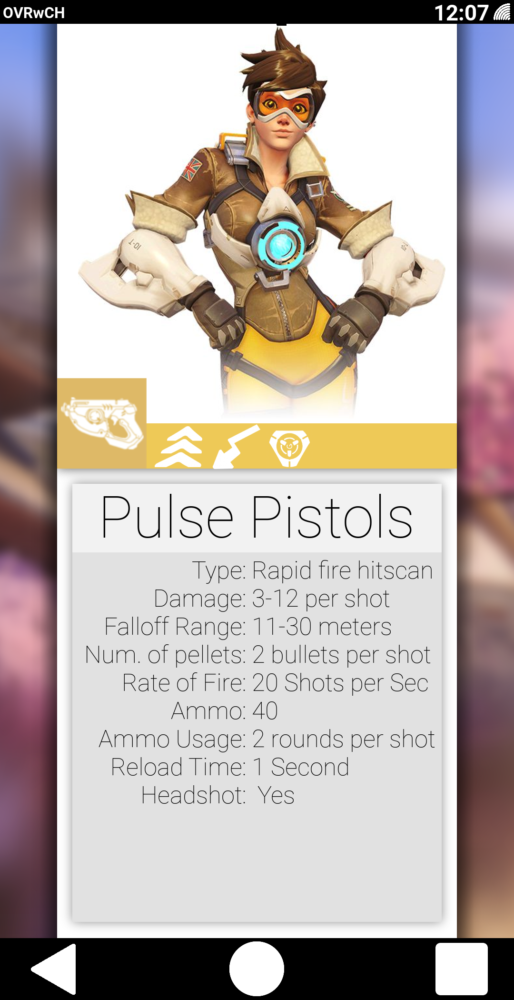 OVRwCH
12:07
10-T
10-T
Pulse Pistols
Type: Rapid fire hitscan
Damage: 3-12 per shot
Falloff Range: 11-30 meters
Num. of pellets: 2 bullets per shot
Rate of Fire: 20 Shots per Sec
Ammo: 40
Ammo Usage: 2 rounds per shot
Reload Time: 1 Second
Headshot: Yes